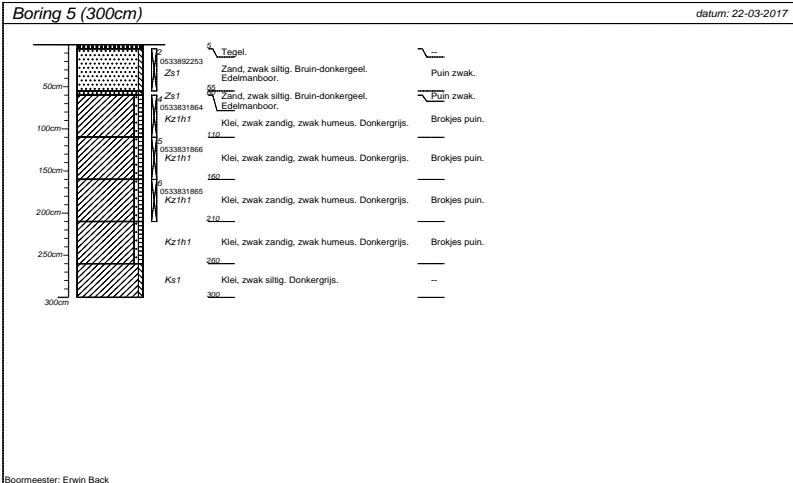 Boring 5 (300cm)
datum: 22-03-2017
5
Tegel.
--
2
0533892253
Zs1
Zand, zwak siltig. Bruin-donkergeel.
Edelmanboor.
Puin zwak.
50cm
55
Zs1
Zand, zwak siltig. Bruin-donkergeel.
Edelmanboor.
Puin zwak.
4
0533831864
Kz1h1
Klei, zwak zandig, zwak humeus. Donkergrijs.
Brokjes puin.
100cm
110
5
0533831866
Kz1h1
Klei, zwak zandig, zwak humeus. Donkergrijs.
Brokjes puin.
150cm
160
6
0533831865
Kz1h1
Klei, zwak zandig, zwak humeus. Donkergrijs.
Brokjes puin.
200cm
210
Kz1h1
Klei, zwak zandig, zwak humeus. Donkergrijs.
Brokjes puin.
250cm
260
Ks1
Klei, zwak siltig. Donkergrijs.
--
300
300cm
Boormeester: Erwin Back